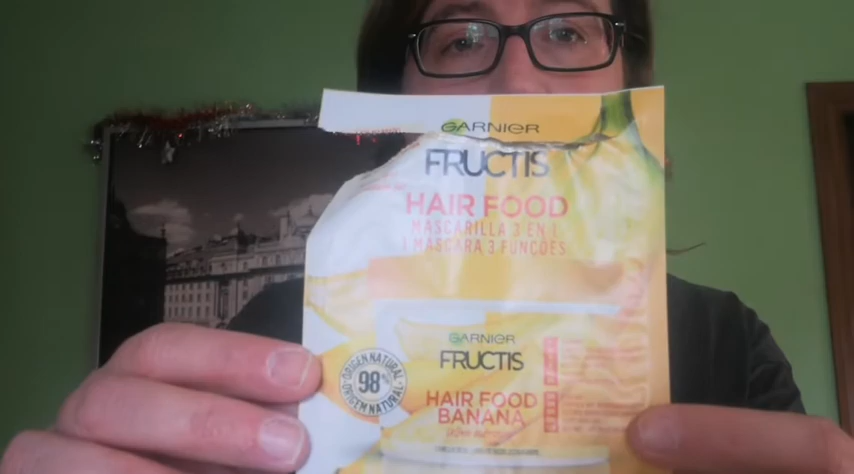 GARNIER
FRUCTIS
HAIR FOOD
MASCARILLA 3 EN 1
1 MÁSCARA 3 FUNÇÕES
GARNIER
FRUCTIS
ORIGEN NATURAL
98
ORIGEM NATURAL
HAIR FOOD
BANANA